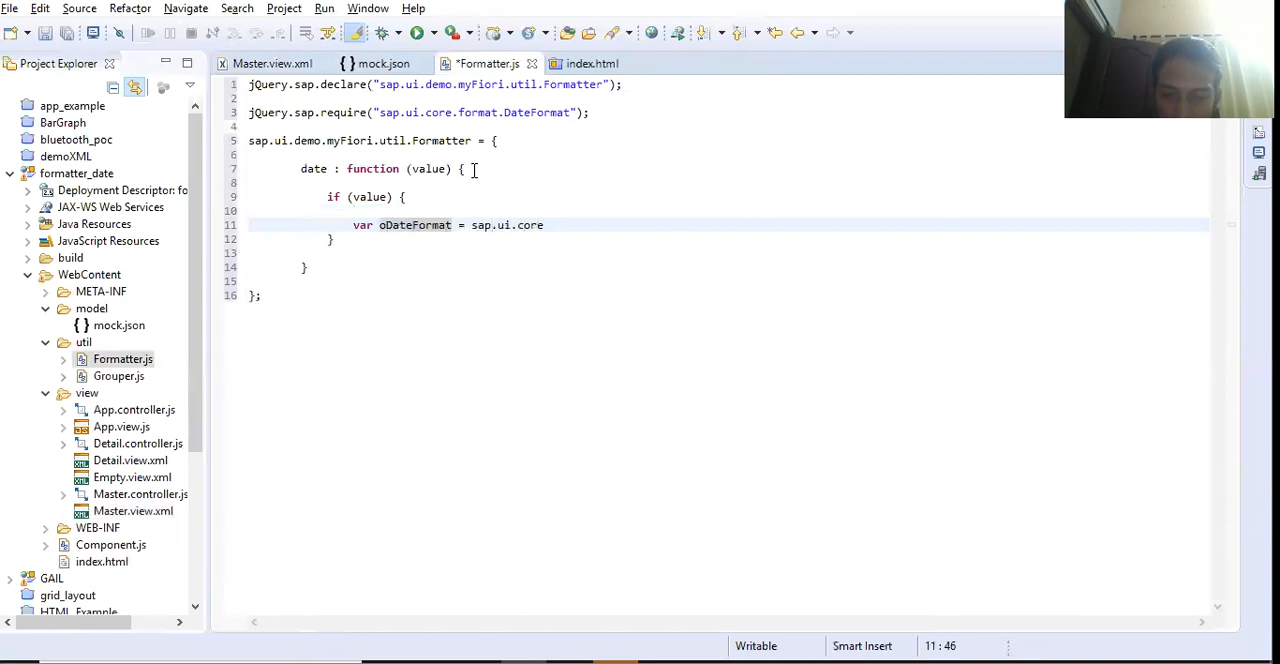 File Edit Source Refactor Navigate Search Project Run Window Help
Project Explorer
Master.view.xml
mock.json
*Formatter.js
index.html
app_example
BarGraph
bluetooth_poc
demoXML
formatter_date
Deployment Descriptor: fo
JAX-WS Web Services
Java Resources
JavaScript Resources
build
WebContent
META-INF
model
mock.json
util
Formatter.js
Grouper.js
view
App.controller.js
App.view.js
Detail.controller.js
Detail.view.xml
Empty.view.xml
Master.controller.js
Master.view.xml
WEB-INF
Component.js
index.html
GAIL
grid_layout
HTML_Example
1 jQuery.sap.declare("sap.ui.demo.myFiori.util.Formatter");
2
3 jQuery.sap.require("sap.ui.core.format.DateFormat");
4
5 sap.ui.demo.myFiori.util.Formatter = {
6
7 date : function (value) {
8
9 if (value) {
10
11 var oDateFormat = sap.ui.core
12 }
13
14 }
15
16 };
Writable Smart Insert 11 : 46